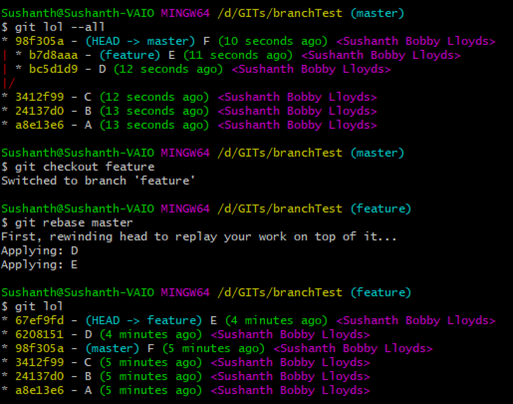 Sushanth@Sushanth-VAIO MINGW64 /d/GITs/branchTest (master)
$ git lol --all
* 98f305a - (HEAD -> master) F (10 seconds ago) <Sushanth Bobby Lloyds>
| * b7d8aaa - (feature) E (11 seconds ago) <Sushanth Bobby Lloyds>
| * bc5d1d9 - D (12 seconds ago) <Sushanth Bobby Lloyds>
|/
* 3412f99 - C (12 seconds ago) <Sushanth Bobby Lloyds>
* 24137d0 - B (13 seconds ago) <Sushanth Bobby Lloyds>
* a8e13e6 - A (13 seconds ago) <Sushanth Bobby Lloyds>
Sushanth@Sushanth-VAIO MINGW64 /d/GITs/branchTest (master)
$ git checkout feature
Switched to branch 'feature'
Sushanth@Sushanth-VAIO MINGW64 /d/GITs/branchTest (feature)
$ git rebase master
First, rewinding head to replay your work on top of it...
Applying: D
Applying: E
Sushanth@Sushanth-VAIO MINGW64 /d/GITs/branchTest (feature)
$ git lol
* 67ef9fd - (HEAD -> feature) E (4 minutes ago) <Sushanth Bobby Lloyds>
* 6208151 - D (4 minutes ago) <Sushanth Bobby Lloyds>
* 98f305a - (master) F (5 minutes ago) <Sushanth Bobby Lloyds>
* 3412f99 - C (5 minutes ago) <Sushanth Bobby Lloyds>
* 24137d0 - B (5 minutes ago) <Sushanth Bobby Lloyds>
* a8e13e6 - A (5 minutes ago) <Sushanth Bobby Lloyds>